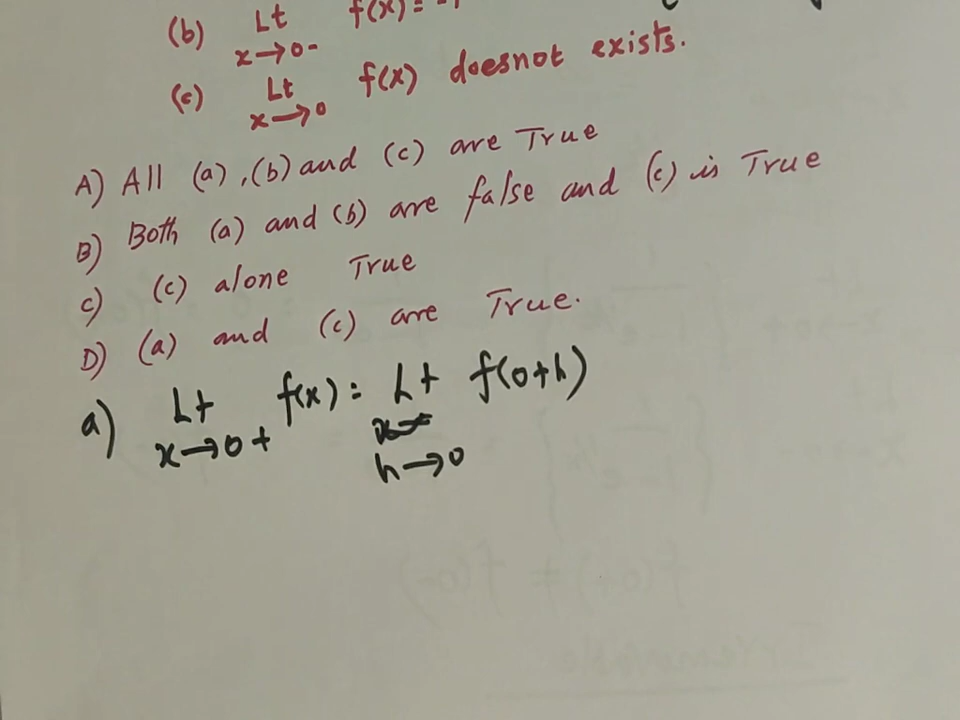 (b) Lt f(x) = -1
x→0-
(c) Lt f(x) doesnot exists.
x→0
A) All (a), (b) and (c) are True
B) Both (a) and (b) are false and (c) is True
C) (c) alone True
D) (a) and (c) are True.
a) Lt f(x) = Lt f(0+h)
x→0+ h→0